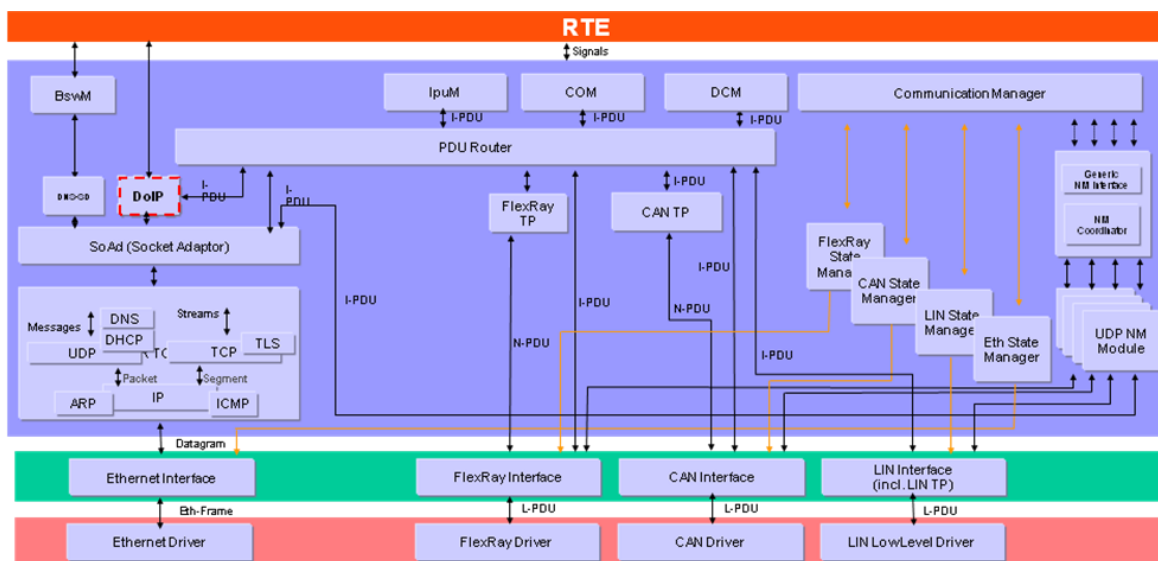 RTE
Signals
BswM
IpuM
COM
DCM
Communication Manager
I-PDU
I-PDU
I-PDU
PDU Router
Generic
NM Interface
NM
Coordinator
DoIP
I-
PDU
I-
PDU
FlexRay
TP
I-PDU
CAN TP
SoAd (Socket Adaptor)
FlexRay
State
Manag
CAN State
Manager
LIN State
Manag
Eth State
Manager
UDP NM
Module
I-PDU
I-PDU
I-PDU
N-PDU
N-PDU
I-PDU
Messages
DNS
DHCP
UDP
Streams
TCP
TLS
Packet
Segment
ARP
IP
ICMP
Datagram
Ethernet Interface
FlexRay Interface
CAN Interface
LIN Interface
(incl. LIN TP)
Eth-Frame
L-PDU
L-PDU
L-PDU
Ethernet Driver
FlexRay Driver
CAN Driver
LIN LowLevel Driver